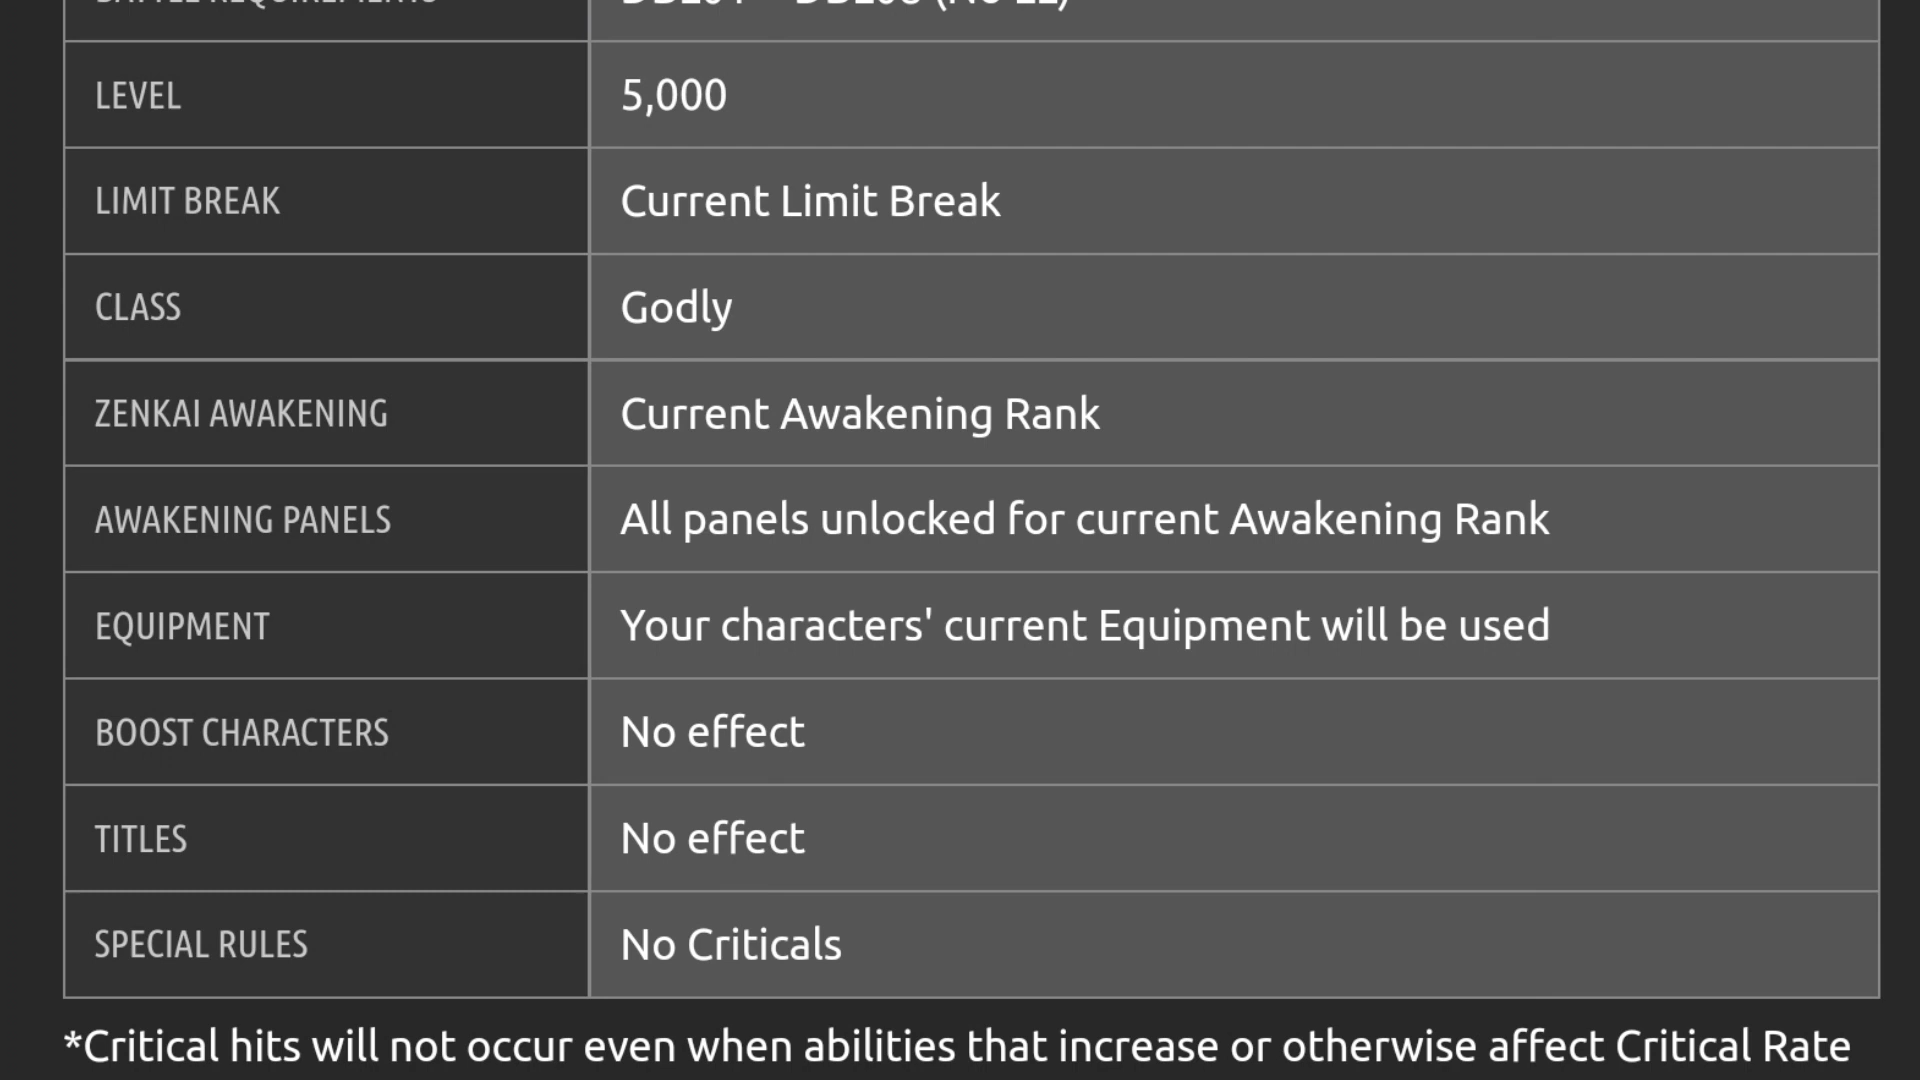 BATTLE REQUIREMENTS
LEVEL 5,000
LIMIT BREAK Current Limit Break
CLASS Godly
ZENKAI AWAKENING Current Awakening Rank
AWAKENING PANELS All panels unlocked for current Awakening Rank
EQUIPMENT Your characters' current Equipment will be used
BOOST CHARACTERS No effect
TITLES No effect
SPECIAL RULES No Criticals
*Critical hits will not occur even when abilities that increase or otherwise affect Critical Rate